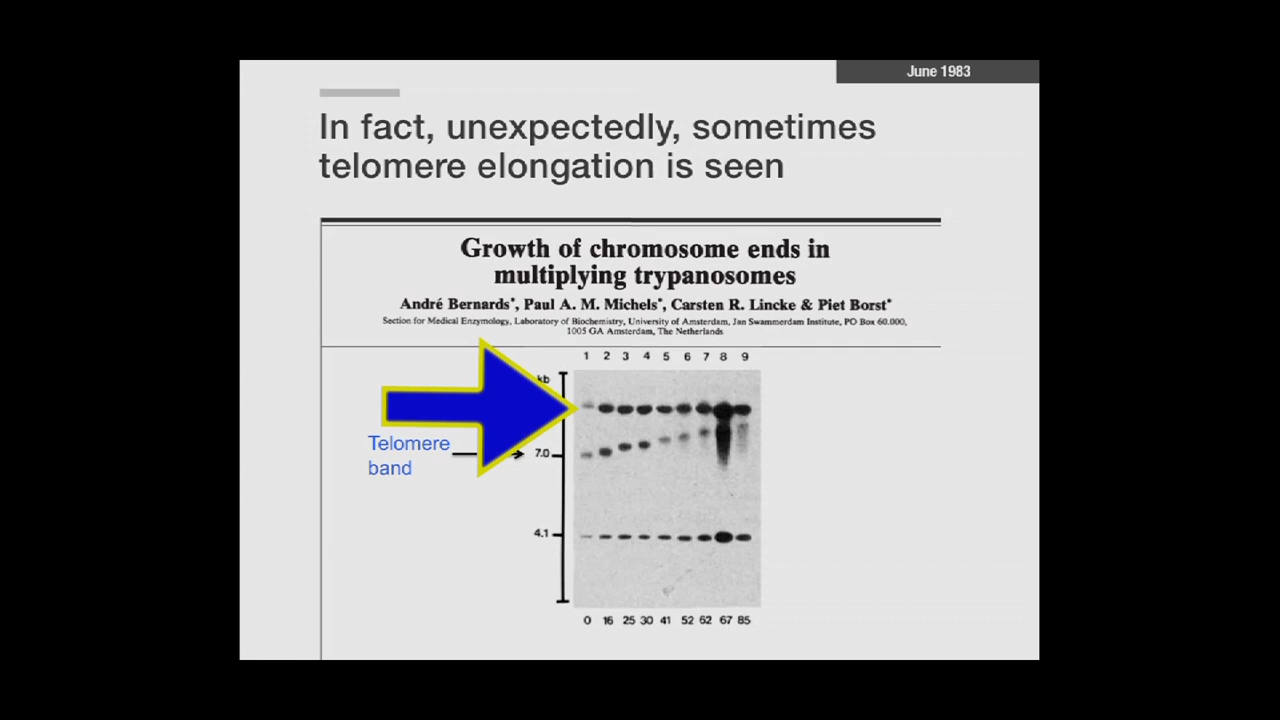 June 1983
In fact, unexpectedly, sometimes
telomere elongation is seen
Growth of chromosome ends in
multiplying trypanosomes
André Bernards*, Paul A. M. Michels*, Carsten R. Lincke & Piet Borst*
Section for Medical Enzymology, Laboratory of Biochemistry, University of Amsterdam, Jan Swammerdam Institute, PO Box 60.000,
1005 GA Amsterdam, The Netherlands
1 2 3 4 5 6 7 8 9
kb
Telomere
band
7.0
4.1
0 16 25 30 41 52 62 67 85